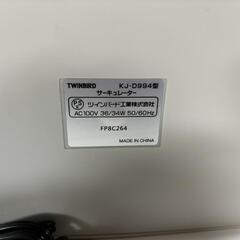 TWINBIRD KJ-D994型
サーキュレーター
PSE ツインバード工業株式会社
AC100V 36/34W 50/60Hz
FP8C264
MADE IN CHINA